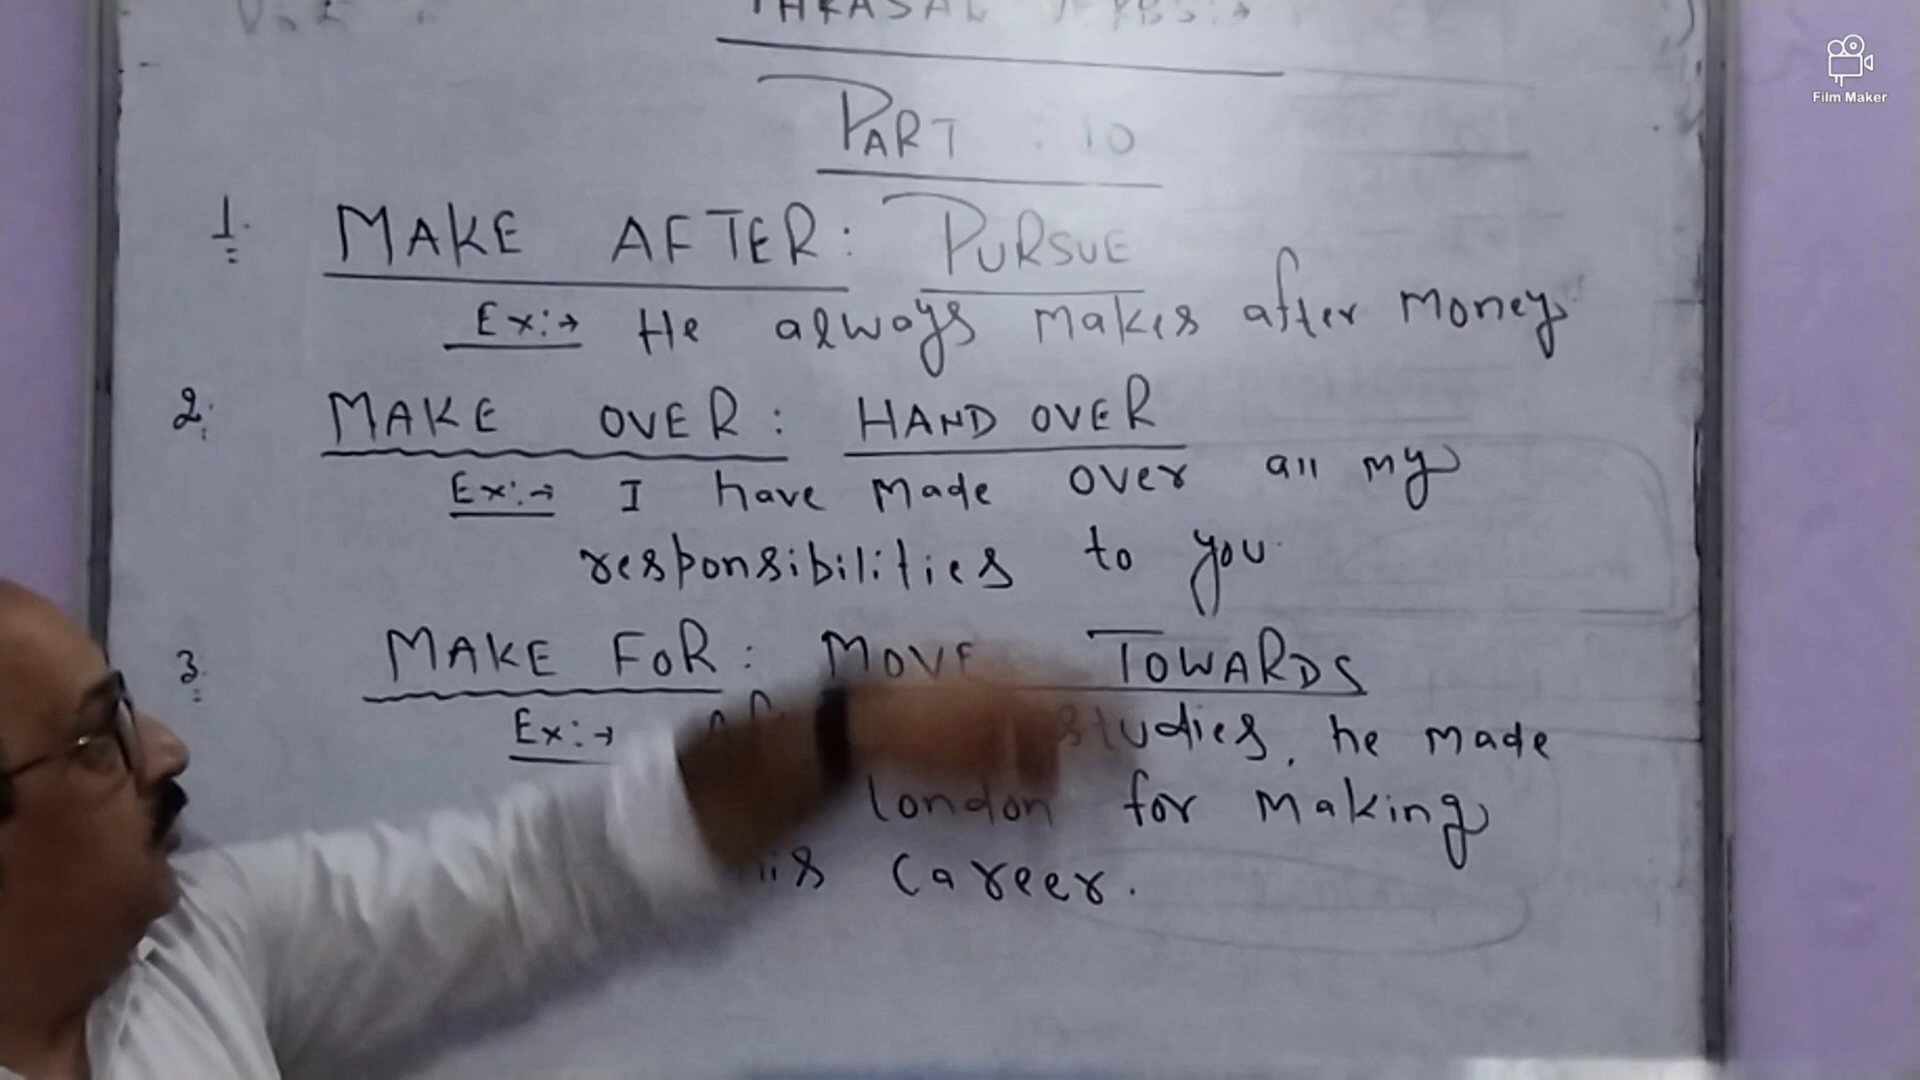 PHRASAL VERBS:→
PART : 10
1. MAKE AFTER: PURSUE
Ex:→ He always makes after money
2. MAKE OVER: HAND OVER
Ex:→ I have made over all my
responsibilities to you.
3. MAKE FOR: MOVE TOWARDS
Ex:→ studies, he made
london for making
his career.
Film Maker